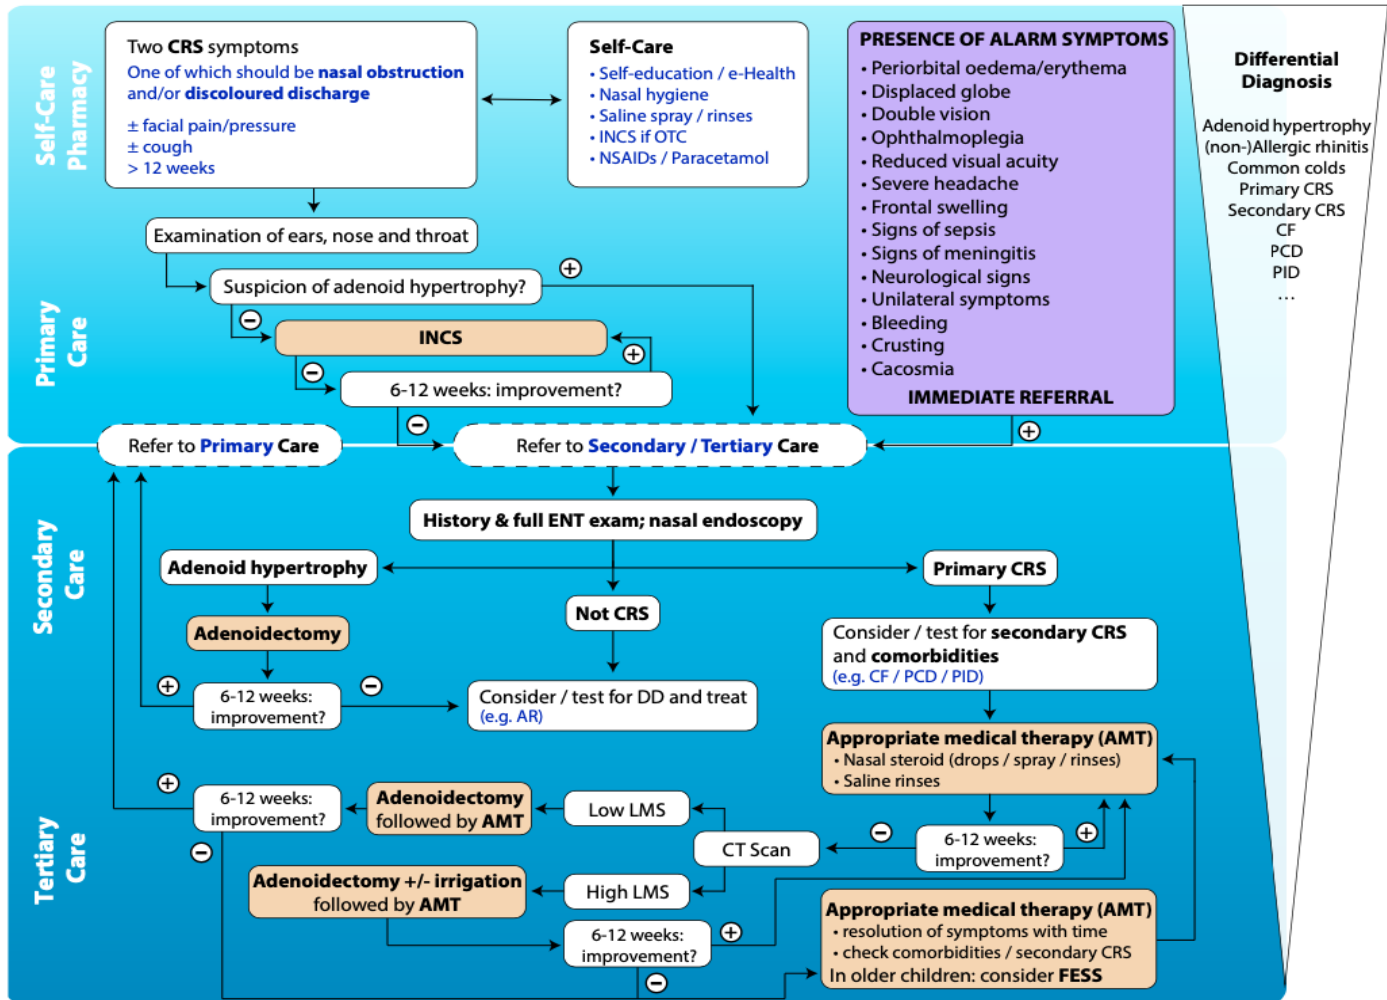 Self-Care
Pharmacy
Two CRS symptoms
One of which should be nasal obstruction
and/or discoloured discharge
± facial pain/pressure
± cough
> 12 weeks
Self-Care
• Self-education / e-Health
• Nasal hygiene
• Saline spray / rinses
• INCS if OTC
• NSAIDs / Paracetamol
PRESENCE OF ALARM SYMPTOMS
• Periorbital oedema/erythema
• Displaced globe
• Double vision
• Ophthalmoplegia
• Reduced visual acuity
• Severe headache
• Frontal swelling
• Signs of sepsis
• Signs of meningitis
• Neurological signs
• Unilateral symptoms
• Bleeding
• Crusting
• Cacosmia
IMMEDIATE REFERRAL
+
Differential
Diagnosis
Adenoid hypertrophy
(non-)Allergic rhinitis
Common colds
Primary CRS
Secondary CRS
CF
PCD
PID
...
Primary
Care
Examination of ears, nose and throat
Suspicion of adenoid hypertrophy?
+
−
INCS
−
+
6-12 weeks: improvement?
−
Refer to Primary Care
Refer to Secondary / Tertiary Care
Secondary
Care
History & full ENT exam; nasal endoscopy
Adenoid hypertrophy
Adenoidectomy
+
6-12 weeks:
improvement?
−
Not CRS
Consider / test for DD and treat
(e.g. AR)
Primary CRS
Consider / test for secondary CRS
and comorbidities
(e.g. CF / PCD / PID)
Appropriate medical therapy (AMT)
• Nasal steroid (drops / spray / rinses)
• Saline rinses
Tertiary
Care
−
6-12 weeks:
improvement?
+
CT Scan
Low LMS
Adenoidectomy
followed by AMT
6-12 weeks:
improvement?
+
−
High LMS
Adenoidectomy +/- irrigation
followed by AMT
6-12 weeks:
improvement?
+
−
Appropriate medical therapy (AMT)
• resolution of symptoms with time
• check comorbidities / secondary CRS
In older children: consider FESS